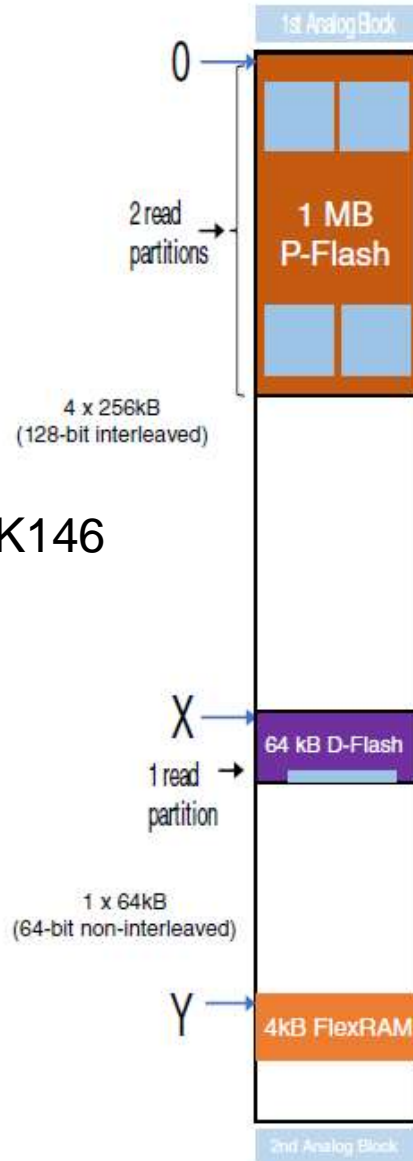 1st Analog Block
0
2 read
partitions
1 MB
P-Flash
4 x 256kB
(128-bit interleaved)
K146
X
64 kB D-Flash
1 read
partition
1 x 64kB
(64-bit non-interleaved)
Y
4kB FlexRAM
2nd Analog Block